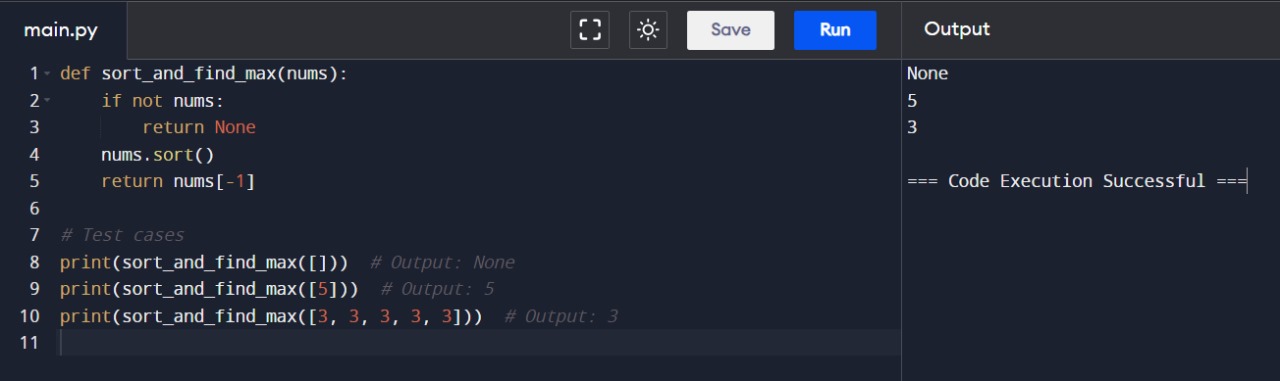 main.py
Save
Run
Output
1 def sort_and_find_max(nums):
2     if not nums:
3         return None
4     nums.sort()
5     return nums[-1]
6
7 # Test cases
8 print(sort_and_find_max([]))  # Output: None
9 print(sort_and_find_max([5]))  # Output: 5
10 print(sort_and_find_max([3, 3, 3, 3, 3]))  # Output: 3
11
None
5
3
=== Code Execution Successful ===